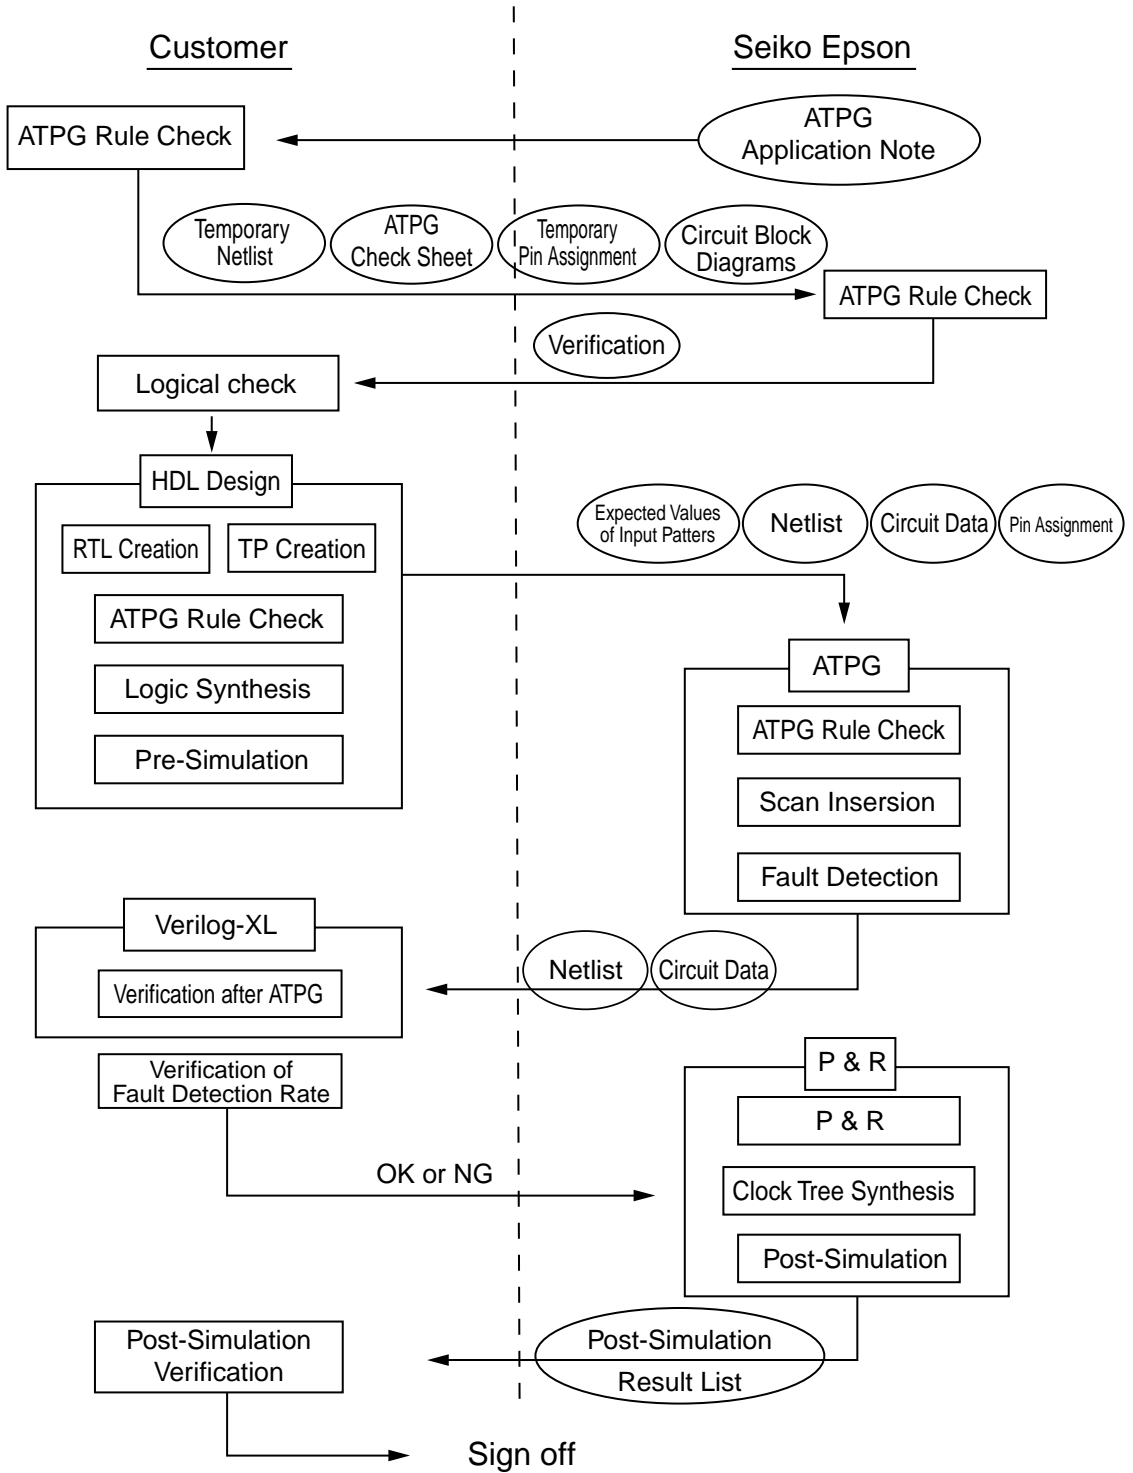 Customer
Seiko Epson
ATPG Rule Check
ATPG
Application Note
Temporary
Netlist
ATPG
Check Sheet
Temporary
Pin Assignment
Circuit Block
Diagrams
ATPG Rule Check
Verification
Logical check
HDL Design
RTL Creation
TP Creation
ATPG Rule Check
Logic Synthesis
Pre-Simulation
Expected Values
of Input Patters
Netlist
Circuit Data
Pin Assignment
ATPG
ATPG Rule Check
Scan Insersion
Fault Detection
Verilog-XL
Verification after ATPG
Netlist
Circuit Data
Verification of
Fault Detection Rate
OK or NG
P & R
P & R
Clock Tree Synthesis
Post-Simulation
Post-Simulation
Result List
Post-Simulation
Verification
Sign off